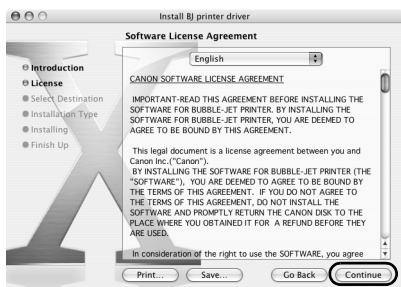 Install BJ printer driver
Software License Agreement
Introduction
License
Select Destination
Installation Type
Installing
Finish Up
English
CANON SOFTWARE LICENSE AGREEMENT
IMPORTANT-READ THIS AGREEMENT BEFORE INSTALLING THE
SOFTWARE FOR BUBBLE-JET PRINTER. BY INSTALLING THE
SOFTWARE FOR BUBBLE-JET PRINTER, YOU ARE DEEMED TO
AGREE TO BE BOUND BY THIS AGREEMENT.
This legal document is a license agreement between you and
Canon Inc.("Canon").
BY INSTALLING THE SOFTWARE FOR BUBBLE-JET PRINTER (THE
"SOFTWARE"), YOU ARE DEEMED TO AGREE TO BE BOUND BY
THE TERMS OF THIS AGREEMENT. IF YOU DO NOT AGREE TO
THE TERMS OF THIS AGREEMENT, DO NOT INSTALL THE
SOFTWARE AND PROMPTLY RETURN THE CANON DISK TO THE
PLACE WHERE YOU OBTAINED IT FOR A REFUND BEFORE THEY
ARE USED.
In consideration of the right to use the SOFTWARE, you agree
Print...
Save...
Go Back
Continue